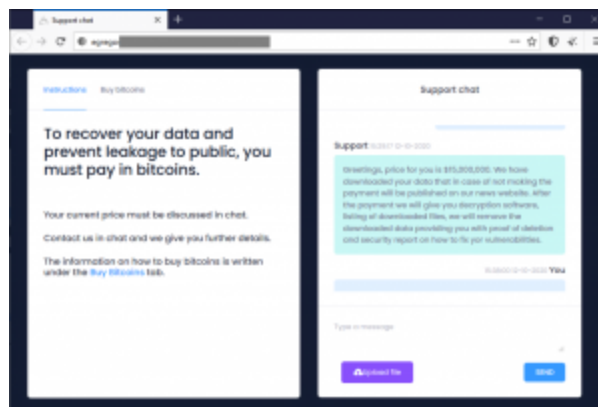 Support chat
egregor
Instructions Buy bitcoins
To recover your data and
prevent leakage to public, you
must pay in bitcoins.
Your current price must be discussed in chat.
Contact us in chat and we give you further details.
The information on how to buy bitcoins is written
under the Buy Bitcoins tab.
Support chat
Support
Greetings, price for you is $15,000,000. We have
downloaded your data that in case of not making the
payment will be published on our news website. After
the payment we will give you decryption software,
listing of downloaded files, we will remove the
downloaded data providing you with proof of deletion
and security report on how to fix your vulnerabilities.
You
Type a message
Upload file
SEND